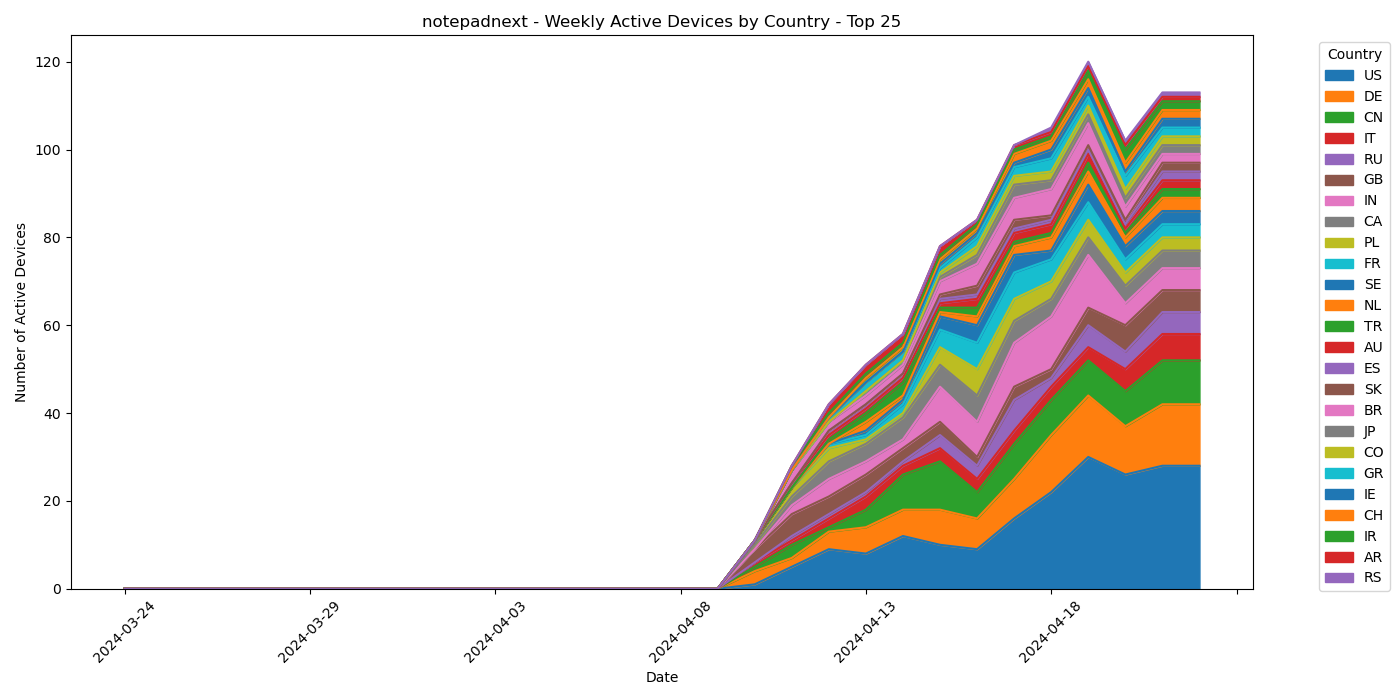 notepadnext - Weekly Active Devices by Country - Top 25
Number of Active Devices
120
100
80
60
40
20
0
2024-03-24
2024-03-29
2024-04-03
2024-04-08
2024-04-13
2024-04-18
Date
Country
US
DE
CN
IT
RU
GB
IN
CA
PL
FR
SE
NL
TR
AU
ES
SK
BR
JP
CO
GR
IE
CH
IR
AR
RS